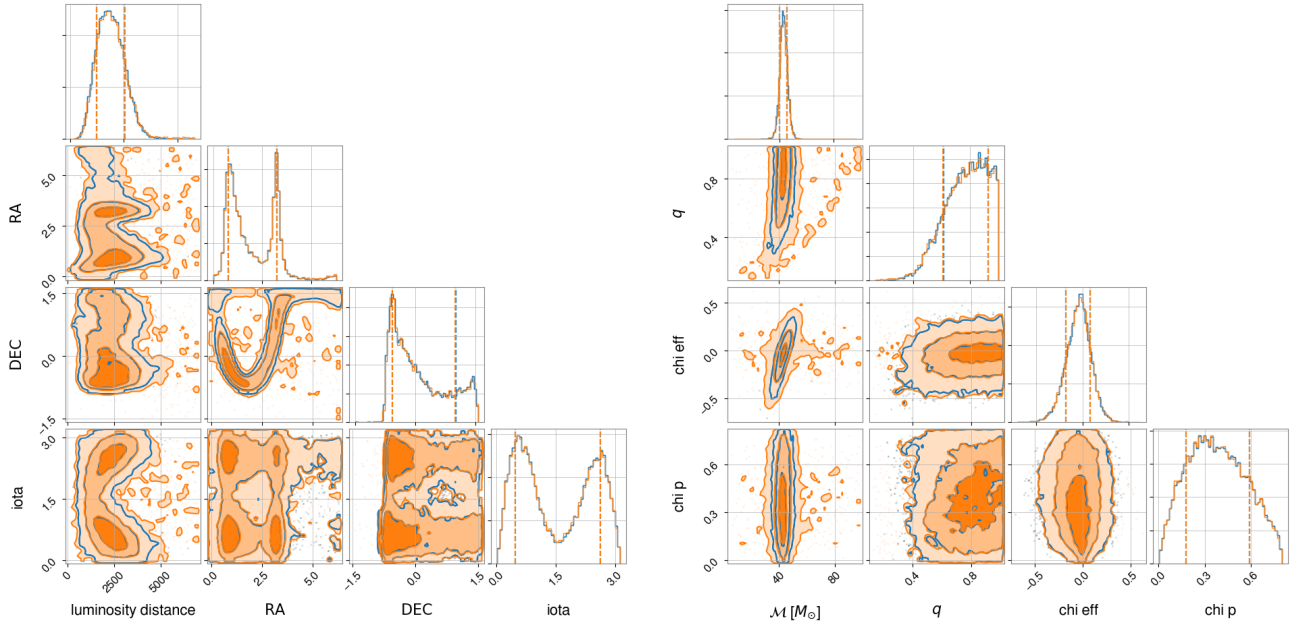 5.0
2.5
0.0
RA
0.8
0.4
q
1.5
0.0
-1.5
DEC
0.5
0.0
−0.5
chi eff
3.0
1.5
0.0
iota
0.6
0.3
0.0
chi p
0 2500 5000
0.0 2.5 5.0
−1.5 0.0 1.5
0.0 1.5 3.0
40 80
0.4 0.8
−0.5 0.0 0.5
0.0 0.3 0.6
luminosity distance RA DEC iota
ℳ [M⊙] q chi eff chi p